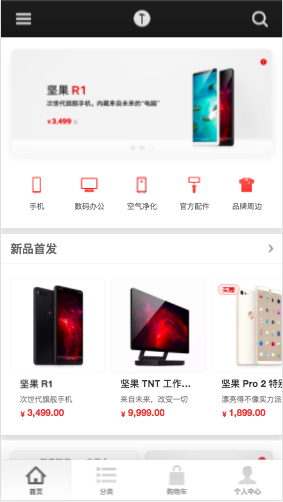 T
坚果 R1
次世代旗舰手机，内藏来自未来的“电脑”
¥3,499
手机
数码办公
空气净化
官方配件
品牌周边
新品首发
坚果 R1
次世代旗舰手机
¥ 3,499.00
坚果 TNT 工作...
来自未来，改变一切
¥ 9,999.00
买赠
坚果 Pro 2 特别
漂亮得不像实力派
¥ 1,899.00
首页
分类
购物车
个人中心